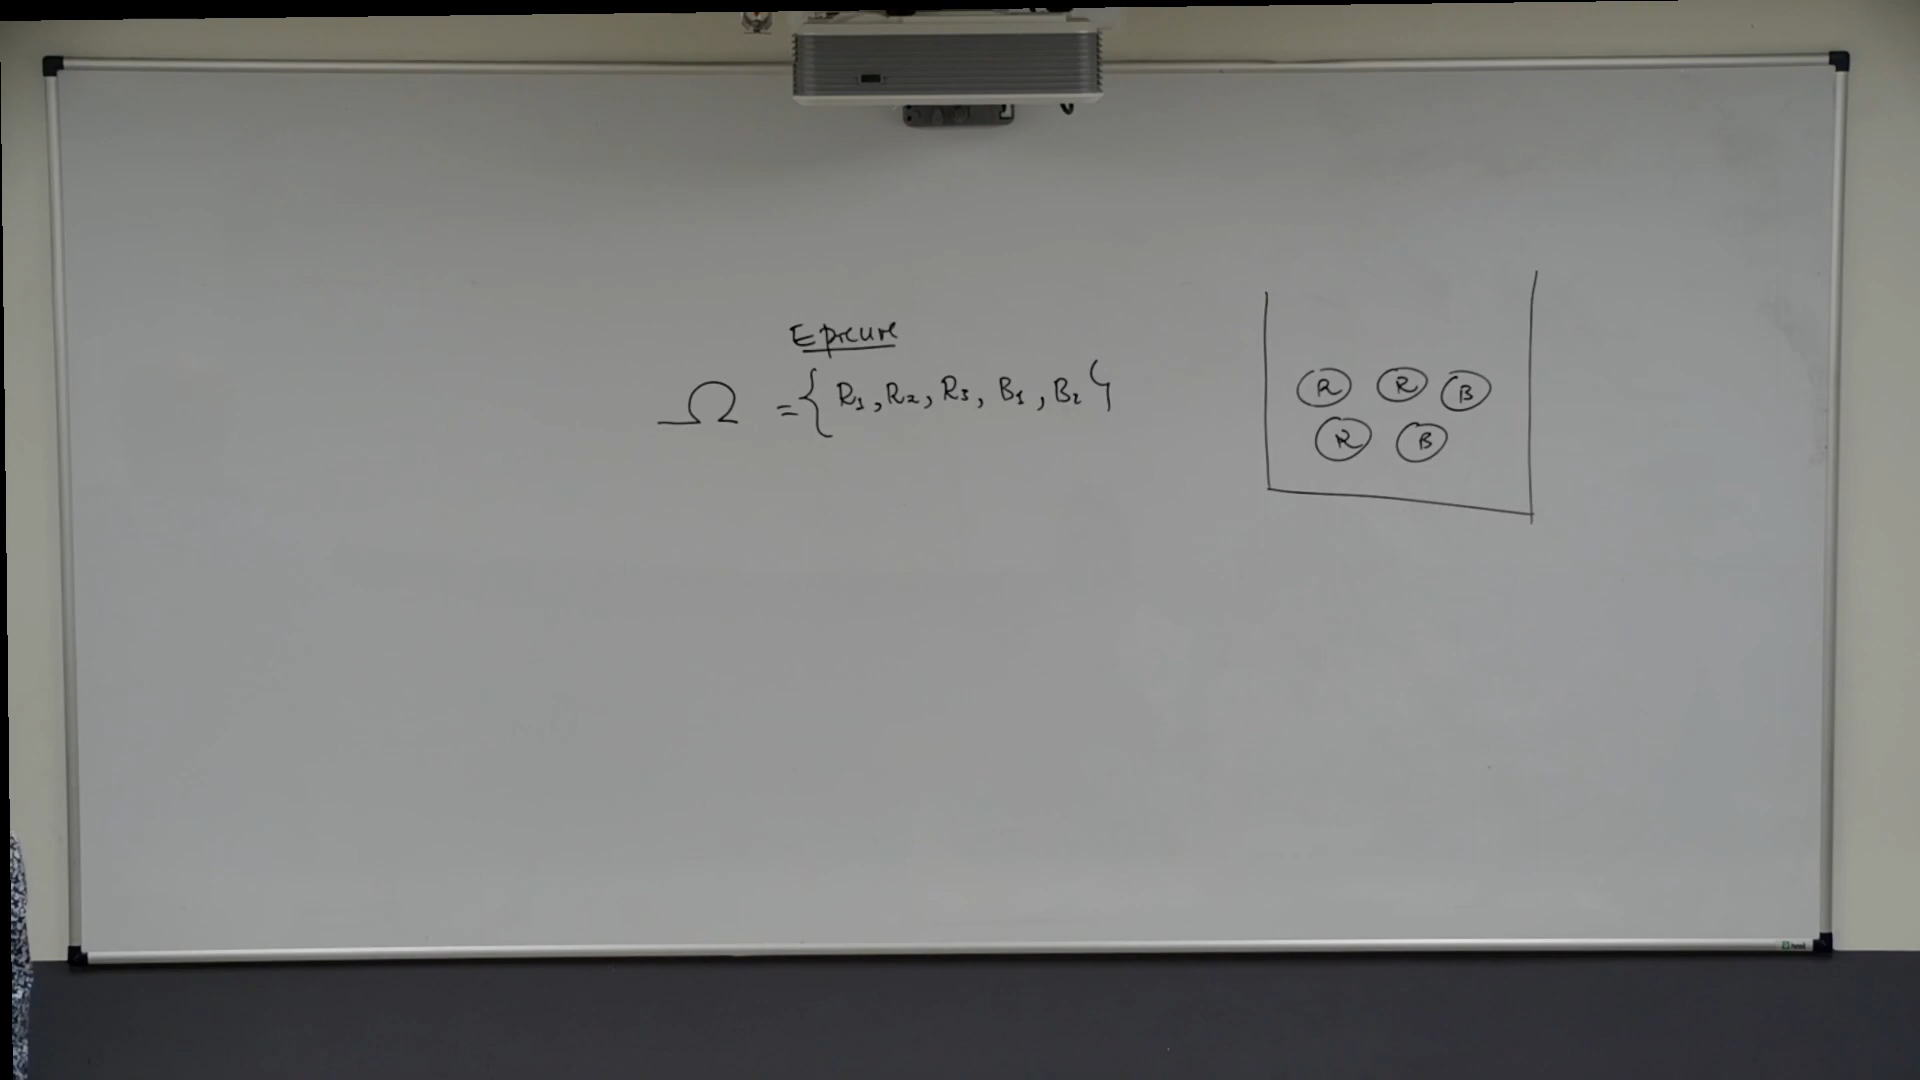 Epreuve
Ω = { R₁, R₂, R₃, B₁, B₂ }
R R B
R B